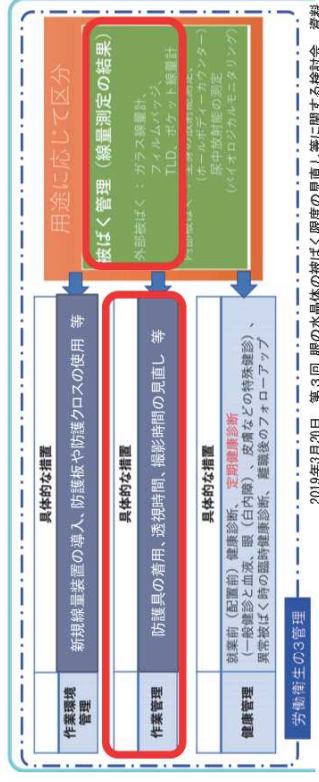 労働衛生の3管理
作業環境
管理
具体的な措置
新規線量装置の導入、防護板や防護クロスの使用 等
作業管理
具体的な措置
防護具の着用、透視時間、撮影時間の見直し 等
健康管理
具体的な措置
就業前（配置前）健康診断、 定期健康診断
（一般健診と血液、眼（白内障）、皮膚などの特殊健診）、
異常被ばく時の臨時健康診断、離職後のフォローアップ
用途に応じて区分
被ばく管理（線量測定の結果）
外部被ばく：ガラス線量計、
フィルムバッジ、
TLD、ポケット線量計
内部被ばく：
（ホールボディーカウンター）
尿中放射能の測定
（バイオロジカルモニタリング）
2019年3月20日 第3回 眼の水晶体の被ばく限度の見直し等に関する検討会 資料